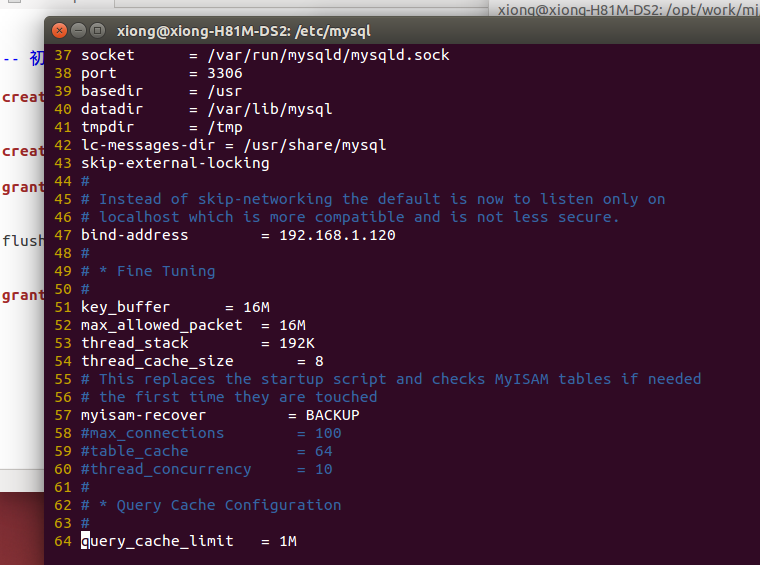 xiong@xiong-H81M-DS2: /opt/work/mi
xiong@xiong-H81M-DS2: /etc/mysql
-- 初
creat
creat
grant
flush
grant
37 socket      = /var/run/mysqld/mysqld.sock
38 port        = 3306
39 basedir     = /usr
40 datadir     = /var/lib/mysql
41 tmpdir      = /tmp
42 lc-messages-dir = /usr/share/mysql
43 skip-external-locking
44 #
45 # Instead of skip-networking the default is now to listen only on
46 # localhost which is more compatible and is not less secure.
47 bind-address        = 192.168.1.120
48 #
49 # * Fine Tuning
50 #
51 key_buffer      = 16M
52 max_allowed_packet  = 16M
53 thread_stack        = 192K
54 thread_cache_size       = 8
55 # This replaces the startup script and checks MyISAM tables if needed
56 # the first time they are touched
57 myisam-recover         = BACKUP
58 #max_connections        = 100
59 #table_cache            = 64
60 #thread_concurrency     = 10
61 #
62 # * Query Cache Configuration
63 #
64 query_cache_limit   = 1M